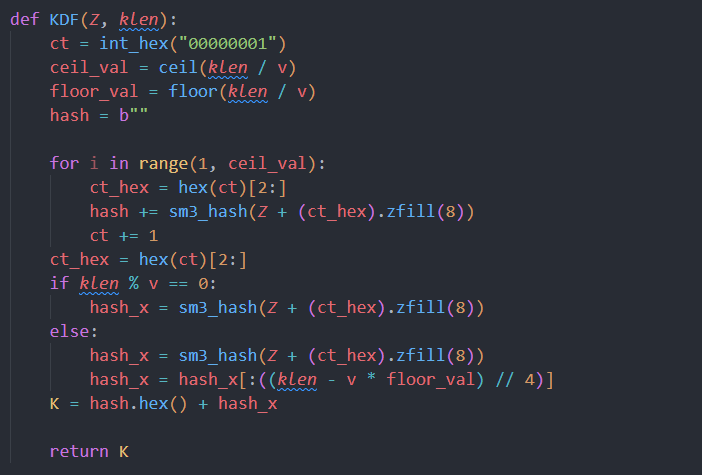 def KDF(Z, klen):
    ct = int_hex("00000001")
    ceil_val = ceil(klen / v)
    floor_val = floor(klen / v)
    hash = b""

    for i in range(1, ceil_val):
        ct_hex = hex(ct)[2:]
        hash += sm3_hash(Z + (ct_hex).zfill(8))
        ct += 1
    ct_hex = hex(ct)[2:]
    if klen % v == 0:
        hash_x = sm3_hash(Z + (ct_hex).zfill(8))
    else:
        hash_x = sm3_hash(Z + (ct_hex).zfill(8))
        hash_x = hash_x[:((klen - v * floor_val) // 4)]
    K = hash.hex() + hash_x

    return K